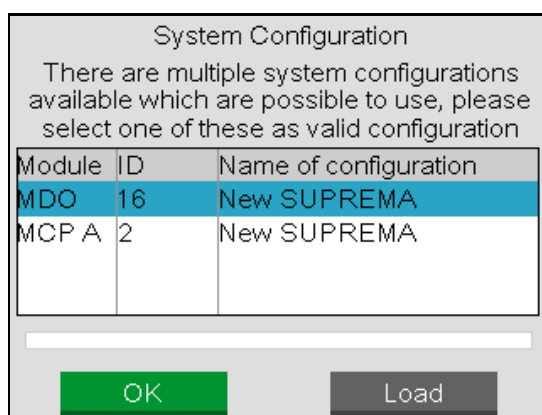 System Configuration
There are multiple system configurations
available which are possible to use, please
select one of these as valid configuration
Module ID Name of configuration
MDO 16 New SUPREMA
MCP A 2 New SUPREMA
OK Load